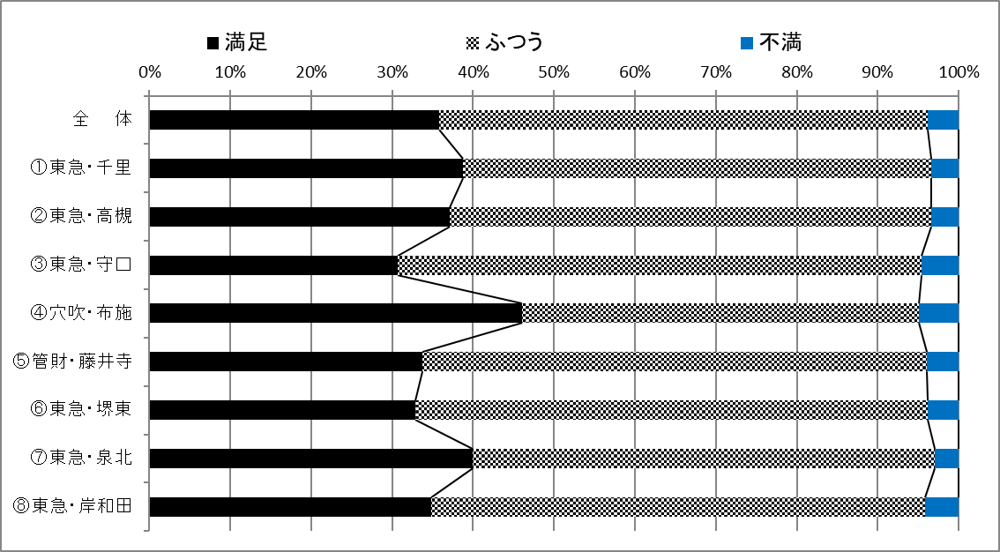 満足 ふつう 不満
0% 10% 20% 30% 40% 50% 60% 70% 80% 90% 100%
全 体
①東急・千里
②東急・高槻
③東急・守口
④穴吹・布施
⑤管財・藤井寺
⑥東急・堺東
⑦東急・泉北
⑧東急・岸和田